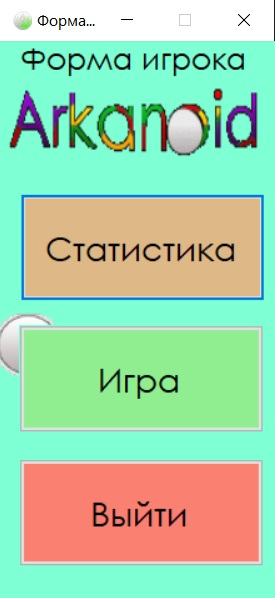 Форма...
Форма игрока
Arkanoid
Статистика
Игра
Выйти